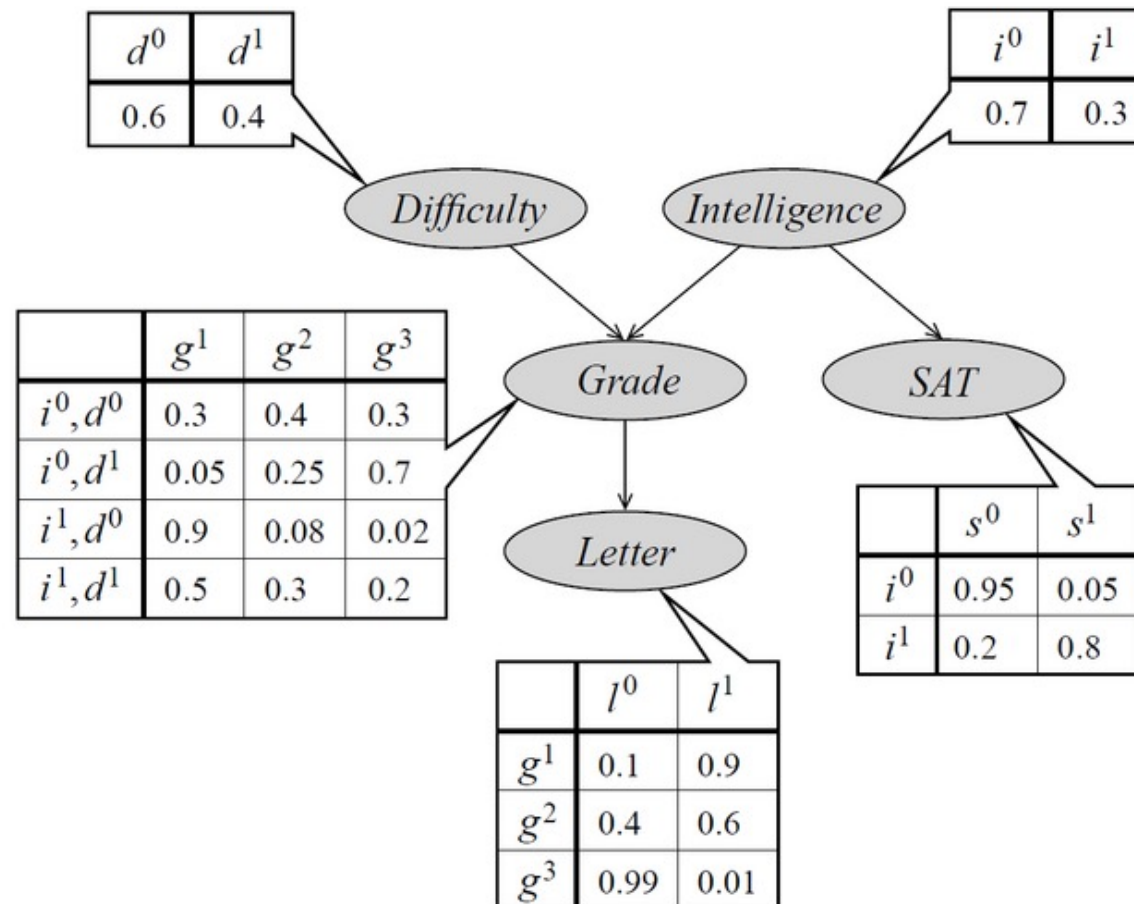 d⁰ d¹
0.6 0.4
i⁰ i¹
0.7 0.3
Difficulty
Intelligence
g¹ g² g³
i⁰,d⁰ 0.3 0.4 0.3
i⁰,d¹ 0.05 0.25 0.7
i¹,d⁰ 0.9 0.08 0.02
i¹,d¹ 0.5 0.3 0.2
Grade
SAT
Letter
s⁰ s¹
i⁰ 0.95 0.05
i¹ 0.2 0.8
l⁰ l¹
g¹ 0.1 0.9
g² 0.4 0.6
g³ 0.99 0.01